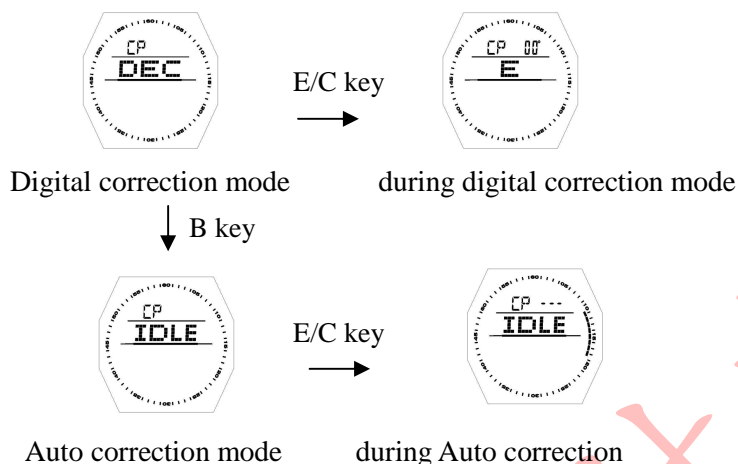 CP
DEC
E/C key
CP 00°
E
Digital correction mode
during digital correction mode
B key
CP
IDLE
E/C key
CP ---
IDLE
Auto correction mode
during Auto correction